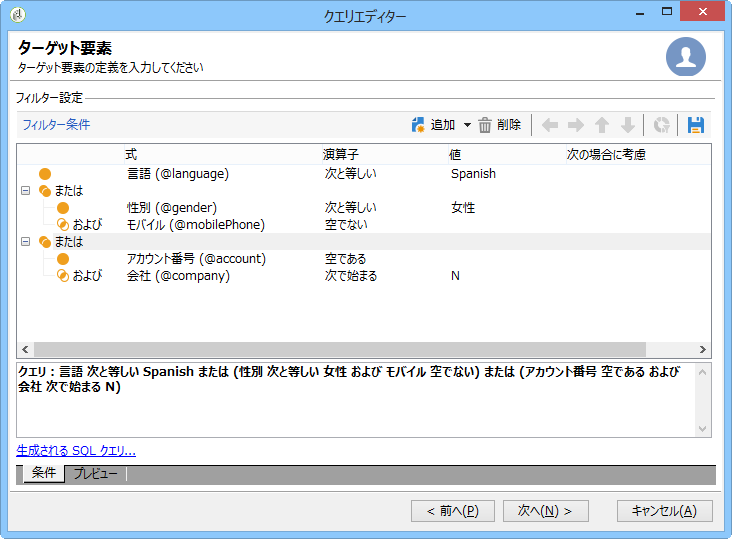 クエリエディター
ターゲット要素
ターゲット要素の定義を入力してください
フィルター設定
フィルター条件 追加 削除
式 演算子 値 次の場合に考慮
言語 (@language) 次と等しい Spanish
または
性別 (@gender) 次と等しい 女性
および モバイル (@mobilePhone) 空でない
または
アカウント番号 (@account) 空である
および 会社 (@company) 次で始まる N
クエリ : 言語 次と等しい Spanish または (性別 次と等しい 女性 および モバイル 空でない) または (アカウント番号 空である および
会社 次で始まる N)
生成される SQL クエリ...
条件 プレビュー
< 前へ(P) 次へ(N) > キャンセル(A)